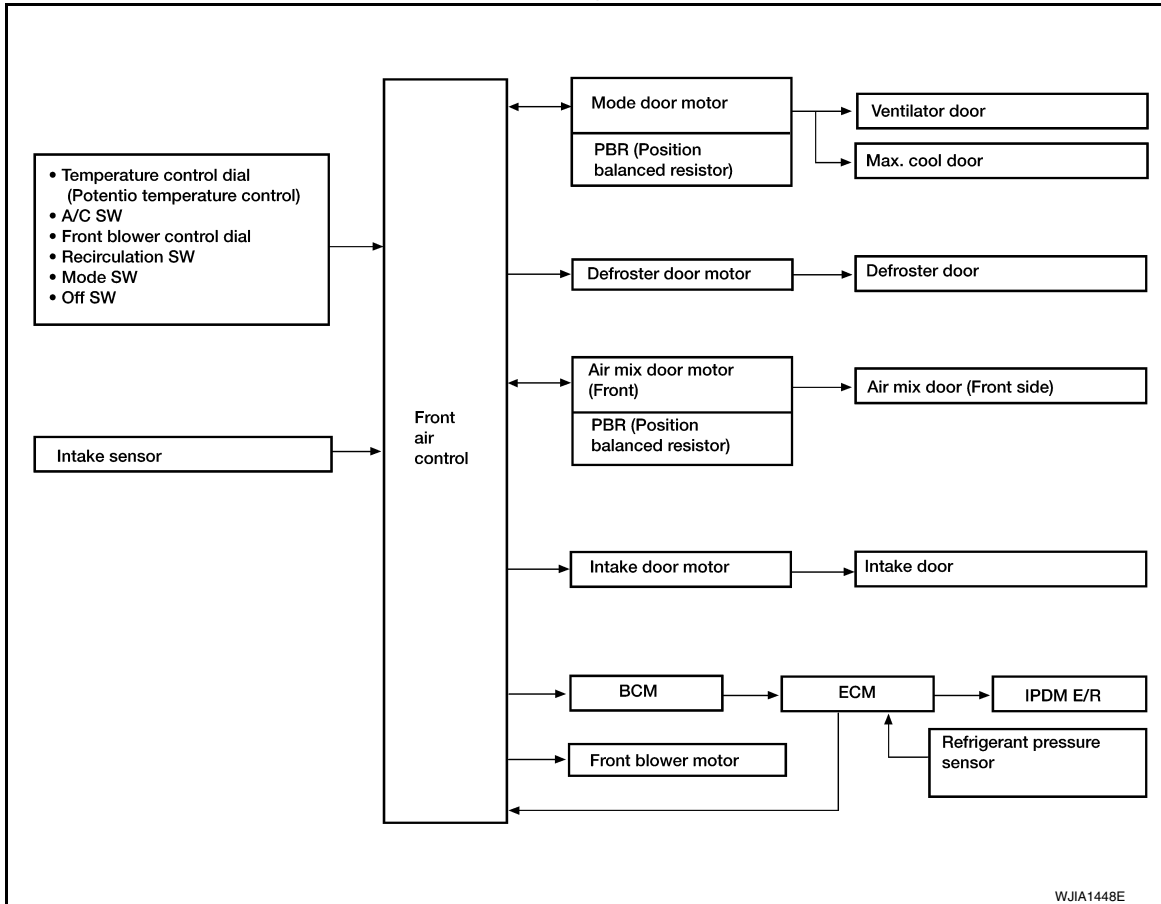 • Temperature control dial
(Potentio temperature control)
• A/C SW
• Front blower control dial
• Recirculation SW
• Mode SW
• Off SW
Intake sensor
Front
air
control
Mode door motor
PBR (Position
balanced resistor)
Ventilator door
Max. cool door
Defroster door motor
Defroster door
Air mix door motor
(Front)
PBR (Position
balanced resistor)
Air mix door (Front side)
Intake door motor
Intake door
BCM
ECM
IPDM E/R
Refrigerant pressure
sensor
Front blower motor
WJIA1448E